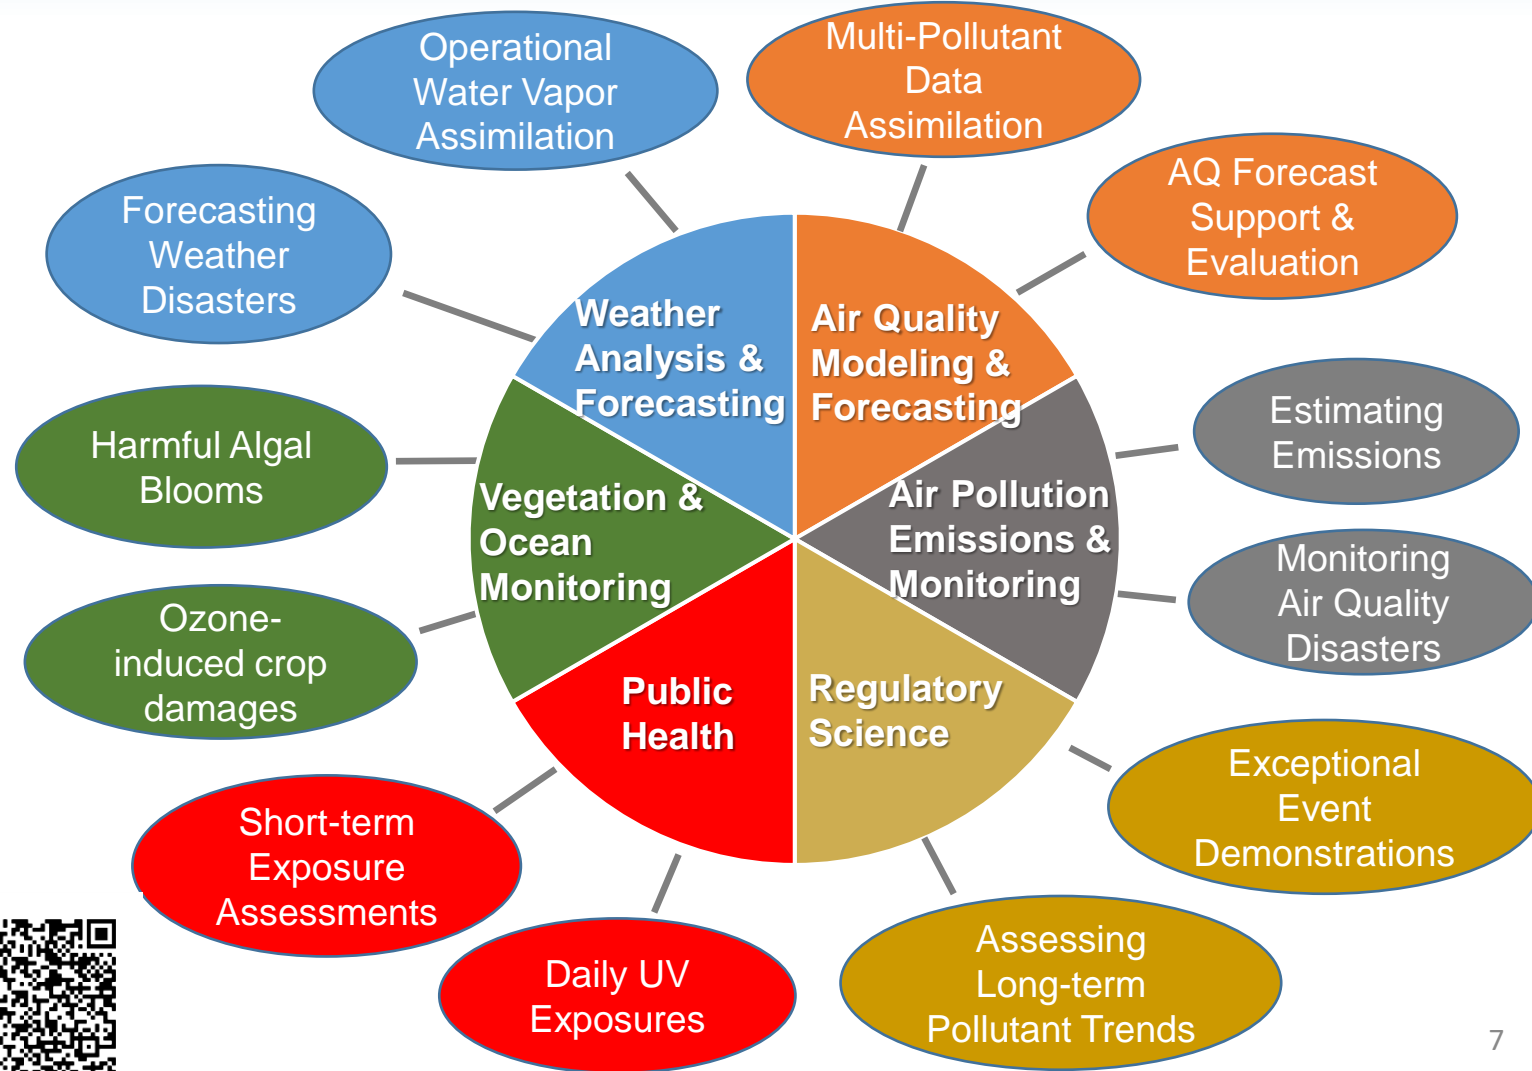 Operational
Water Vapor
Assimilation
Multi-Pollutant
Data
Assimilation
AQ Forecast
Support &
Evaluation
Forecasting
Weather
Disasters
Weather
Analysis &
Forecasting
Air Quality
Modeling &
Forecasting
Estimating
Emissions
Harmful Algal
Blooms
Vegetation &
Ocean
Monitoring
Air Pollution
Emissions &
Monitoring
Monitoring
Air Quality
Disasters
Ozone-
induced crop
damages
Public
Health
Regulatory
Science
Exceptional
Event
Demonstrations
Short-term
Exposure
Assessments
Daily UV
Exposures
Assessing
Long-term
Pollutant Trends
7